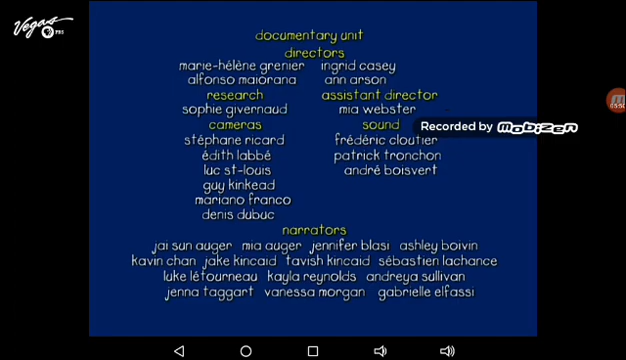 Vegas PBS
documentary unit
directors
marie-hélène grenier ingrid casey
alfonso maiorana ann arson
research assistant director
sophie givernaud mia webster
cameras sound
stéphane ricard frédéric cloutier
édith labbé patrick tronchon
luc st-louis andré boisvert
guy kinkead
mariano franco
denis dubuc
narrators
jai sun auger mia auger jennifer blasi ashley boivin
kavin chan jake kincaid tavish kincaid sébastien lachance
luke létourneau kayla reynolds andreya sullivan
jenna taggart vanessa morgan gabrielle elfassi
Recorded by mobizen